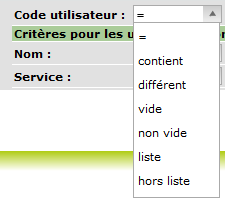 Code utilisateur : =
Critères pour les u
Nom :
Service :
=
contient
différent
vide
non vide
liste
hors liste